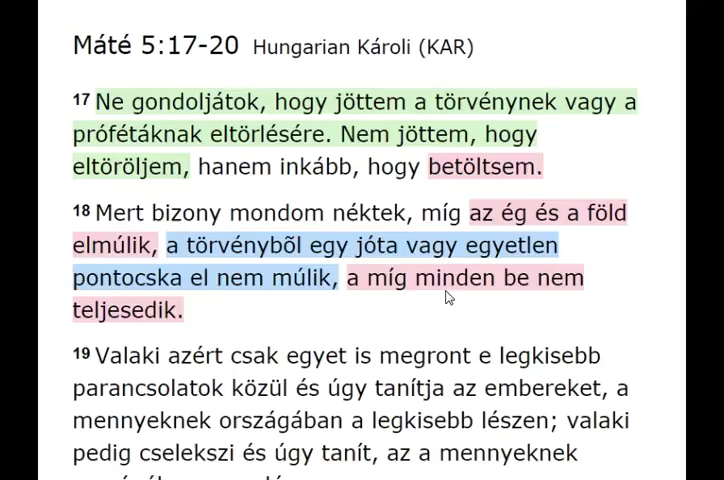 Máté 5:17-20 Hungarian Károli (KAR)
17 Ne gondoljátok, hogy jöttem a törvénynek vagy a
prófétáknak eltörlésére. Nem jöttem, hogy
eltöröljem, hanem inkább, hogy betöltsem.
18 Mert bizony mondom néktek, míg az ég és a föld
elmúlik, a törvénybõl egy jóta vagy egyetlen
pontocska el nem múlik, a míg minden be nem
teljesedik.
19 Valaki azért csak egyet is megront e legkisebb
parancsolatok közül és úgy tanítja az embereket, a
mennyeknek országában a legkisebb lészen; valaki
pedig cselekszi és úgy tanít, az a mennyeknek